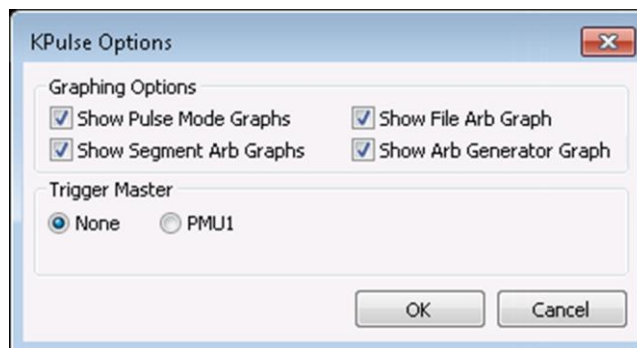 KPulse Options
Graphing Options
Show Pulse Mode Graphs Show File Arb Graph
Show Segment Arb Graphs Show Arb Generator Graph
Trigger Master
None PMU1
OK Cancel